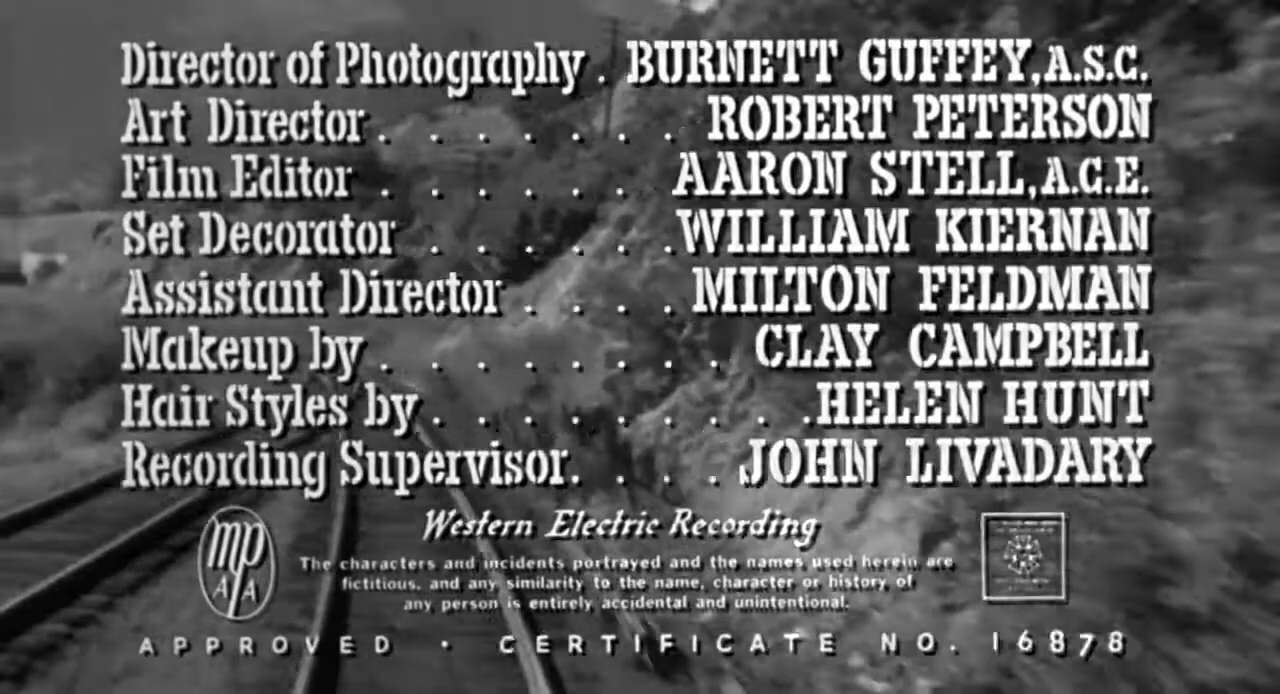 Director of Photography . BURNETT GUFFEY, A.S.C.
Art Director . . . . . . . ROBERT PETERSON
Film Editor . . . . . . AARON STELL, A.C.E.
Set Decorator . . . . . . WILLIAM KIERNAN
Assistant Director . . . . MILTON FELDMAN
Makeup by . . . . . . . . CLAY CAMPBELL
Hair Styles by . . . . . . . . . HELEN HUNT
Recording Supervisor. . . . JOHN LIVADARY
Western Electric Recording
MPAA
The characters and incidents portrayed and the names used herein are
fictitious, and any similarity to the name, character or history of
any person is entirely accidental and unintentional.
APPROVED · CERTIFICATE NO. 16878